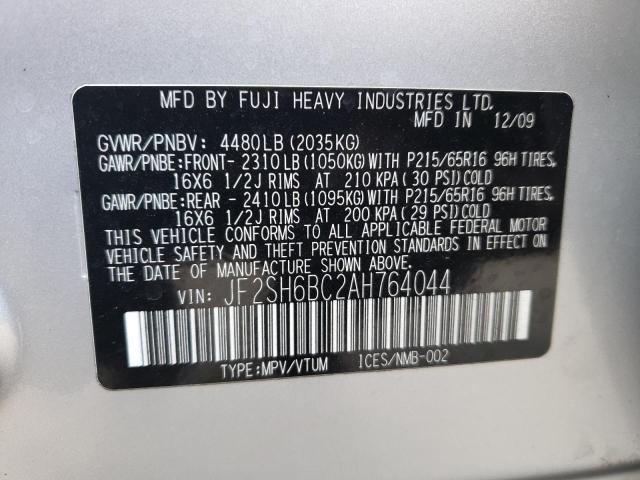 MFD BY FUJI HEAVY INDUSTRIES LTD.
MFD IN 12/09
GVWR/PNBV: 4480LB (2035KG)
GAWR/PNBE:FRONT- 2310LB (1050KG)WITH P215/65R16 96H TIRES,
16X6 1/2J RIMS AT 210 KPA ( 30 PSI) COLD
GAWR/PNBE:REAR - 2410LB (1095KG)WITH P215/65R16 96H TIRES,
16X6 1/2J RIMS AT 200 KPA (29 PSI) COLD
THIS VEHICLE CONFORMS TO ALL APPLICABLE FEDERAL MOTOR
VEHICLE SAFETY AND THEFT PREVENTION STANDARDS IN EFFECT ON
THE DATE OF MANUFACTURE SHOWN ABOVE.
VIN: JF2SH6BC2AH764044
TYPE:MPV/VTUM ICES/NMB-002